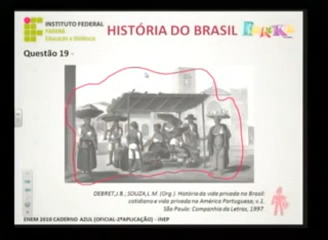 INSTITUTO FEDERAL
PARANÁ
Educação a Distância
HISTÓRIA DO BRASIL
Questão 19 -
DEBRET, J.B.; SOUZA, L.M. (Org.). História da vida privada no Brasil:
cotidiano e vida privada na América Portuguesa, v.1.
São Paulo: Companhia da Letras, 1997
ENEM 2010 CADERNO AZUL (OFICIAL-2ªAPLICAÇÃO) - INEP